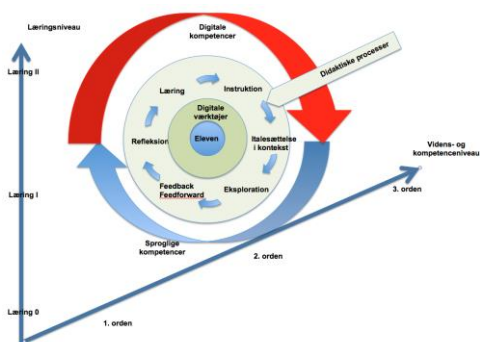 Læringsniveau
Digitale
kompetencer
Didaktiske processer
Læring II
Læring
Instruktion
Digitale
værktøjer
Eleven
Refleksion
Italesættelse
i kontekst
Feedback
Feedforward
Eksploration
Videns- og
kompetenceniveau
Læring I
3. orden
Sproglige
kompetencer
2. orden
Læring 0
1. orden